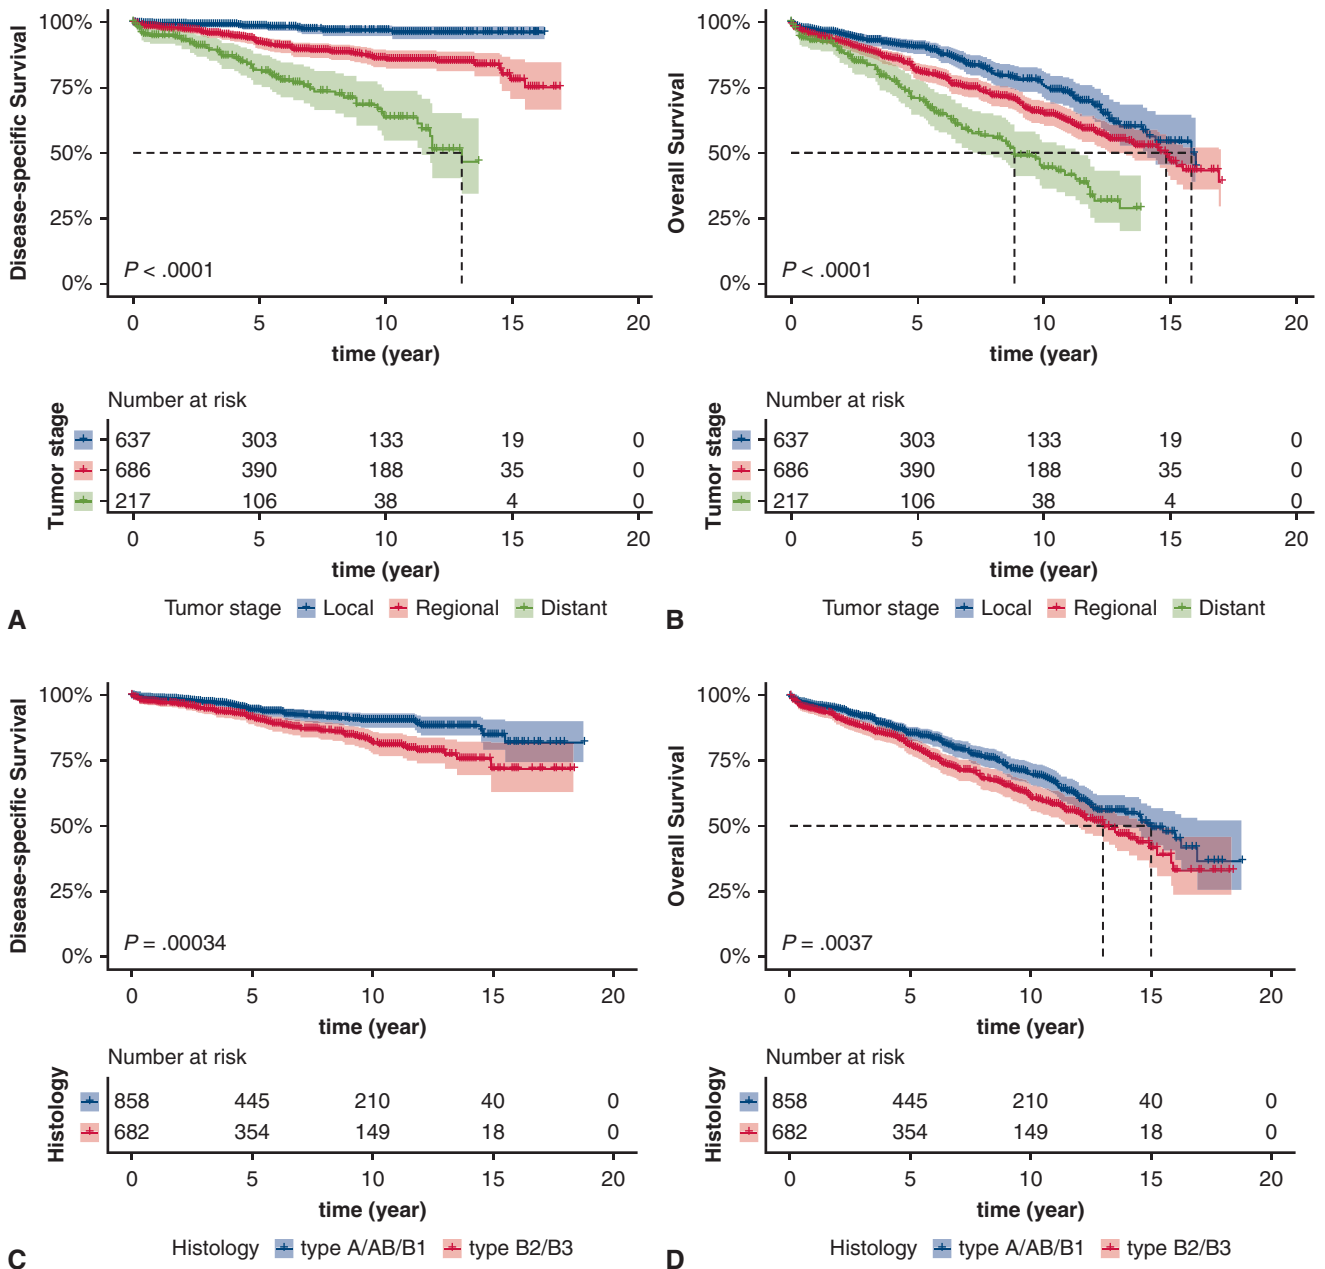 Disease-specific Survival
100%
75%
50%
25%
0%
P < .0001
0 5 10 15 20
time (year)
Number at risk
Tumor stage
637 303 133 19 0
686 390 188 35 0
217 106 38 4 0
0 5 10 15 20
time (year)
Tumor stage Local Regional Distant
A
Overall Survival
100%
75%
50%
25%
0%
P < .0001
0 5 10 15 20
time (year)
Number at risk
Tumor stage
637 303 133 19 0
686 390 188 35 0
217 106 38 4 0
0 5 10 15 20
time (year)
Tumor stage Local Regional Distant
B
Disease-specific Survival
100%
75%
50%
25%
0%
P = .00034
0 5 10 15 20
time (year)
Number at risk
Histology
858 445 210 40 0
682 354 149 18 0
0 5 10 15 20
time (year)
Histology type A/AB/B1 type B2/B3
C
Overall Survival
100%
75%
50%
25%
0%
P = .0037
0 5 10 15 20
time (year)
Number at risk
Histology
858 445 210 40 0
682 354 149 18 0
0 5 10 15 20
time (year)
Histology type A/AB/B1 type B2/B3
D